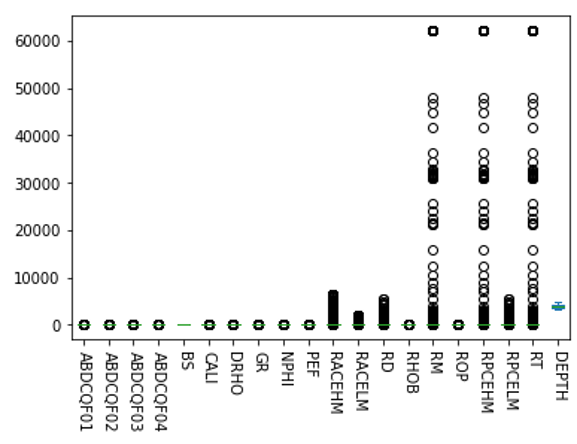 60000
50000
40000
30000
20000
10000
0
ABDCQF01
ABDCQF02
ABDCQF03
ABDCQF04
BS
CALI
DRHO
GR
NPHI
PEF
RACEHM
RACELM
RD
RHOB
RM
ROP
RPCEHM
RPCELM
RT
DEPTH